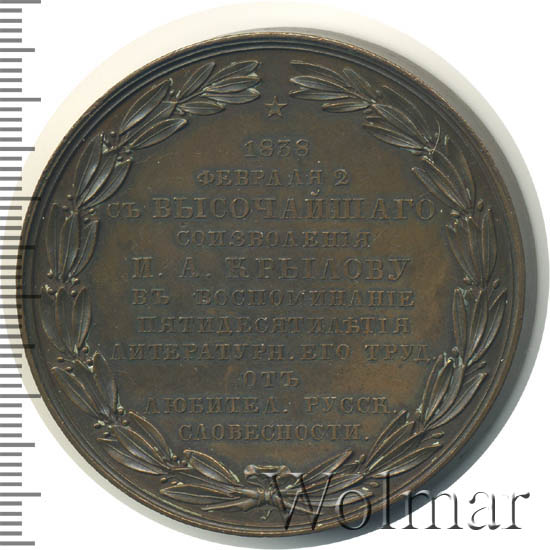 1838
ФЕВРАЛЯ 2
СЪ ВЫСОЧАЙШАГО
СОИЗВОЛЕНІЯ
И. А. КРЫЛОВУ
ВЪ ВОСПОМИНАНІЕ
ПЯТИДЕСЯТИЛѢТІЯ
ЛИТЕРАТУРН. ЕГО ТРУД.
ОТЪ
ЛЮБИТЕЛ. РУССК.
СЛОВЕСНОСТИ.
Wolmar